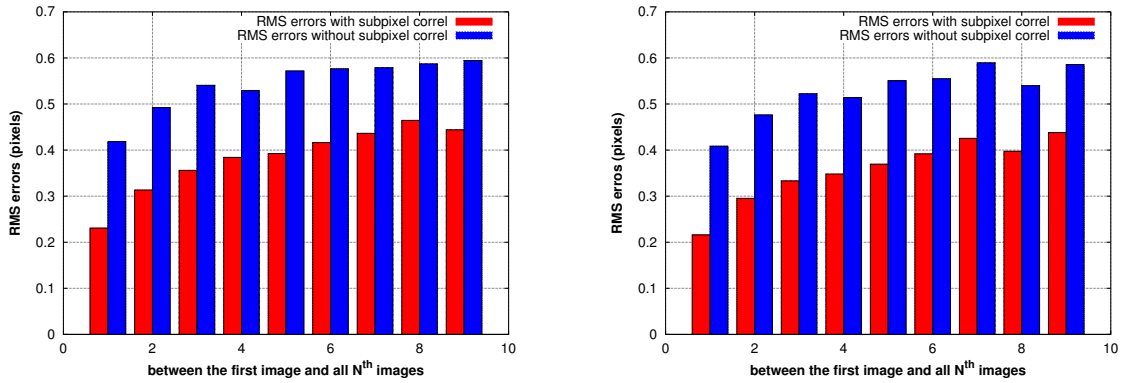 RMS errors with subpixel correl
RMS errors without subpixel correl
0.7
0.6
0.5
0.4
0.3
0.2
0.1
0
RMS errors (pixels)
0 2 4 6 8 10
between the first image and all Nth images
RMS errors with subpixel correl
RMS errors without subpixel correl
0.7
0.6
0.5
0.4
0.3
0.2
0.1
0
RMS erros (pixels)
0 2 4 6 8 10
between the first image and all Nth images